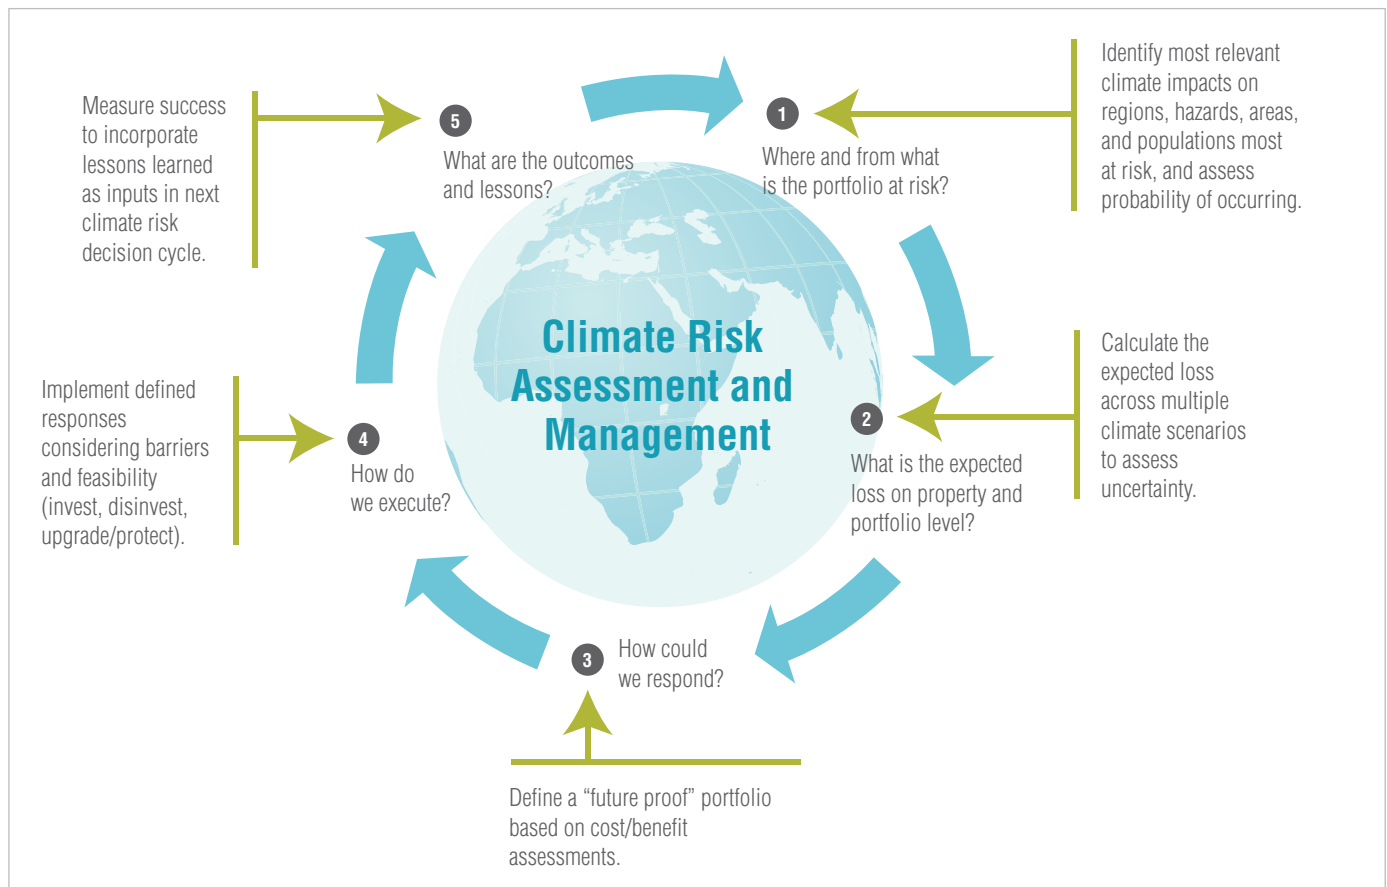 Climate Risk
Assessment and
Management
1
Where and from what
is the portfolio at risk?
Identify most relevant
climate impacts on
regions, hazards, areas,
and populations most
at risk, and assess
probability of occurring.
2
What is the expected
loss on property and
portfolio level?
Calculate the
expected loss
across multiple
climate scenarios
to assess
uncertainty.
3
How could
we respond?
Define a “future proof” portfolio
based on cost/benefit
assessments.
4
How do
we execute?
Implement defined
responses
considering barriers
and feasibility
(invest, disinvest,
upgrade/protect).
5
What are the outcomes
and lessons?
Measure success
to incorporate
lessons learned
as inputs in next
climate risk
decision cycle.